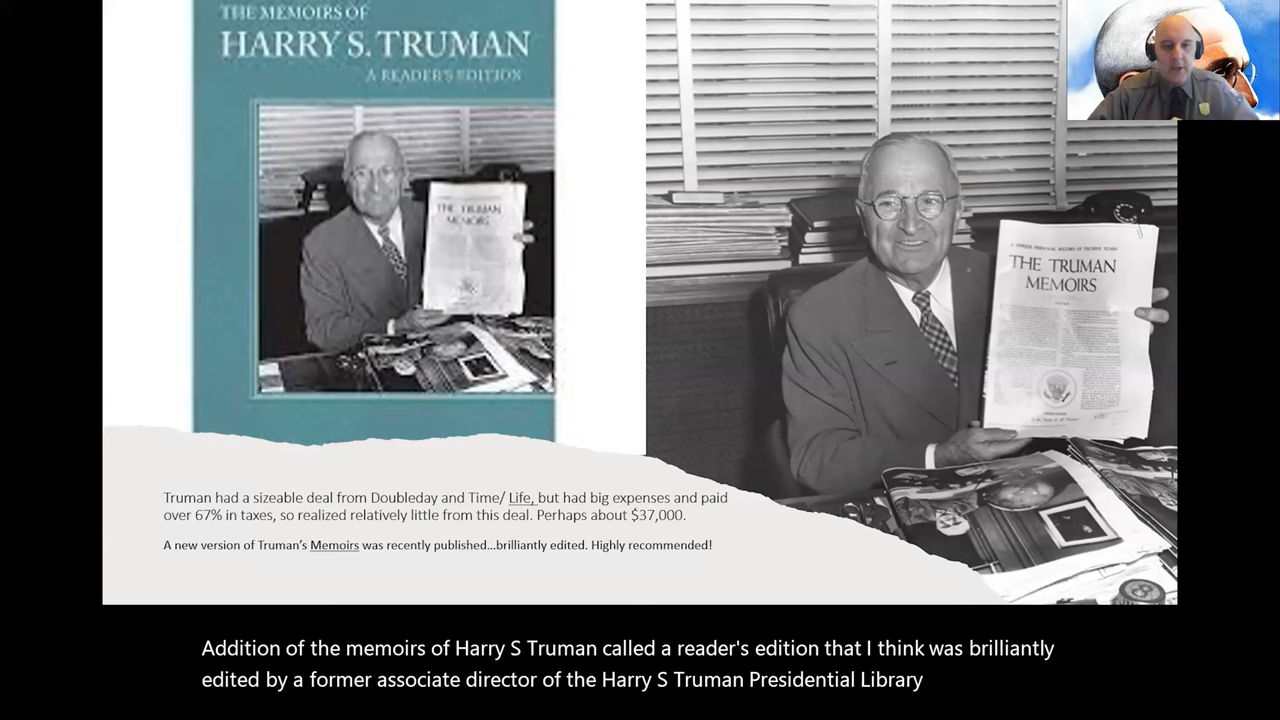 THE MEMOIRS OF
HARRY S. TRUMAN
A READER'S EDITION
THE TRUMAN
MEMOIRS
THE TRUMAN
MEMOIRS
Truman had a sizeable deal from Doubleday and Time/ Life, but had big expenses and paid
over 67% in taxes, so realized relatively little from this deal. Perhaps about $37,000.
A new version of Truman's Memoirs was recently published...brilliantly edited. Highly recommended!
Addition of the memoirs of Harry S Truman called a reader's edition that I think was brilliantly
edited by a former associate director of the Harry S Truman Presidential Library